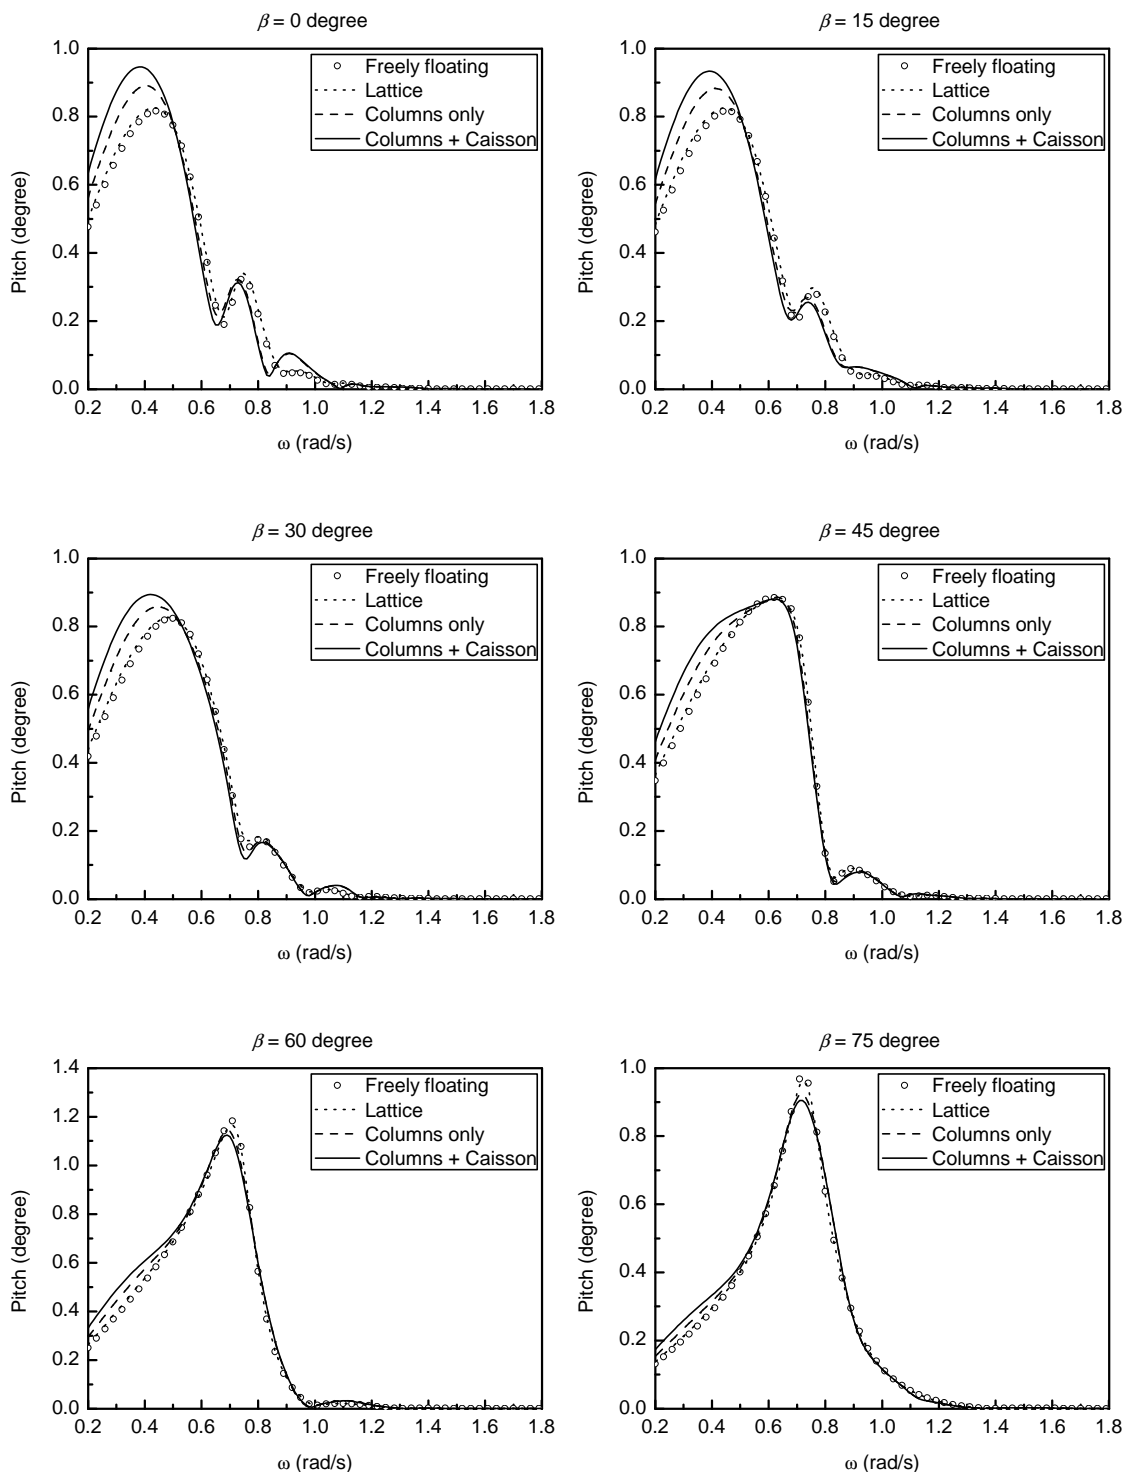 β = 0 degree
1.0
0.8
0.6
0.4
0.2
0.0
Pitch (degree)
Freely floating
Lattice
Columns only
Columns + Caisson
0.2 0.4 0.6 0.8 1.0 1.2 1.4 1.6 1.8
ω (rad/s)
β = 15 degree
1.0
0.8
0.6
0.4
0.2
0.0
Pitch (degree)
Freely floating
Lattice
Columns only
Columns + Caisson
0.2 0.4 0.6 0.8 1.0 1.2 1.4 1.6 1.8
ω (rad/s)
β = 30 degree
1.0
0.8
0.6
0.4
0.2
0.0
Pitch (degree)
Freely floating
Lattice
Columns only
Columns + Caisson
0.2 0.4 0.6 0.8 1.0 1.2 1.4 1.6 1.8
ω (rad/s)
β = 45 degree
1.0
0.8
0.6
0.4
0.2
0.0
Pitch (degree)
Freely floating
Lattice
Columns only
Columns + Caisson
0.2 0.4 0.6 0.8 1.0 1.2 1.4 1.6 1.8
ω (rad/s)
β = 60 degree
1.4
1.2
1.0
0.8
0.6
0.4
0.2
0.0
Pitch (degree)
Freely floating
Lattice
Columns only
Columns + Caisson
0.2 0.4 0.6 0.8 1.0 1.2 1.4 1.6 1.8
ω (rad/s)
β = 75 degree
1.0
0.8
0.6
0.4
0.2
0.0
Pitch (degree)
Freely floating
Lattice
Columns only
Columns + Caisson
0.2 0.4 0.6 0.8 1.0 1.2 1.4 1.6 1.8
ω (rad/s)